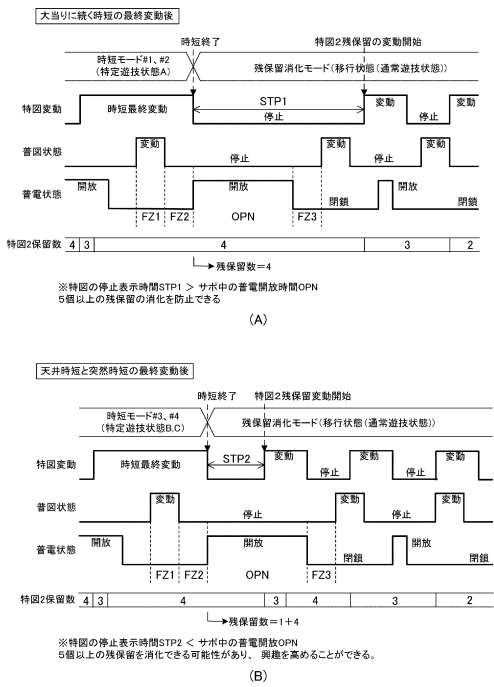 大当りに続く時短の最終変動後
時短終了
特図2残保留の変動開始
時短モード#1、#2
(特定遊技状態A)
残保留消化モード(移行状態(通常遊技状態))
特図変動
時短最終変動
STP1
停止
変動
停止
変動
普図状態
変動
停止
変動
停止
変動
普電状態
開放
開放
閉鎖
開放
閉鎖
FZ1
FZ2
OPN
FZ3
特図2保留数
4
3
4
3
2
残保留数=4
※特図の停止表示時間STP1 > サポ中の普電開放時間OPN
5個以上の残保留の消化を防止できる
(A)
天井時短と突然時短の最終変動後
時短終了
特図2残保留変動開始
時短モード#3、#4
(特定遊技状態B,C)
残保留消化モード(移行状態(通常遊技状態))
特図変動
時短最終変動
STP2
変動
停止
変動
停止
変動
普図状態
変動
停止
変動
停止
変動
普電状態
開放
開放
閉鎖
開放
閉鎖
FZ1
FZ2
OPN
FZ3
特図2保留数
4
3
4
3
4
3
2
残保留数=1+4
※特図の停止表示時間STP2 < サポ中の普電開放OPN
5個以上の残保留を消化できる可能性があり、興趣を高めることができる。
(B)